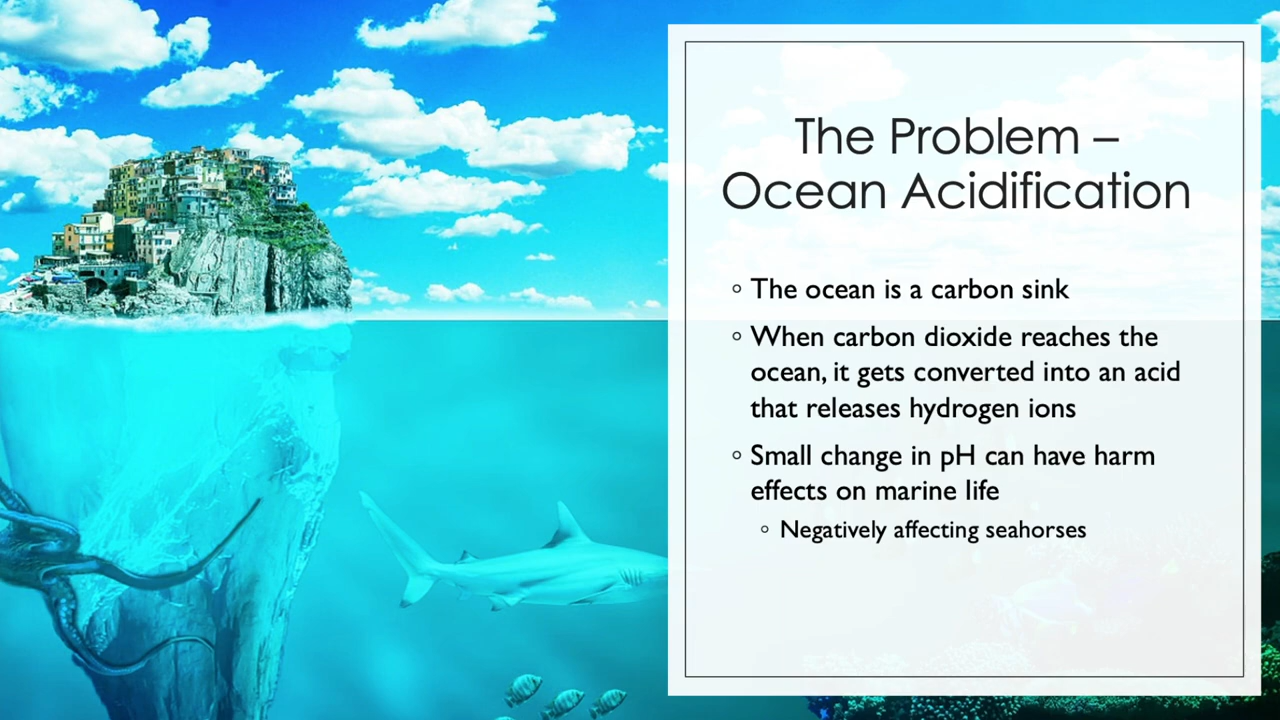 The Problem –
Ocean Acidification
◦ The ocean is a carbon sink
◦ When carbon dioxide reaches the
ocean, it gets converted into an acid
that releases hydrogen ions
◦ Small change in pH can have harm
effects on marine life
◦ Negatively affecting seahorses